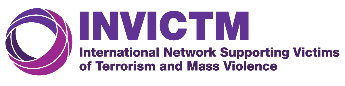 INVICTM
International Network Supporting Victims
of Terrorism and Mass Violence